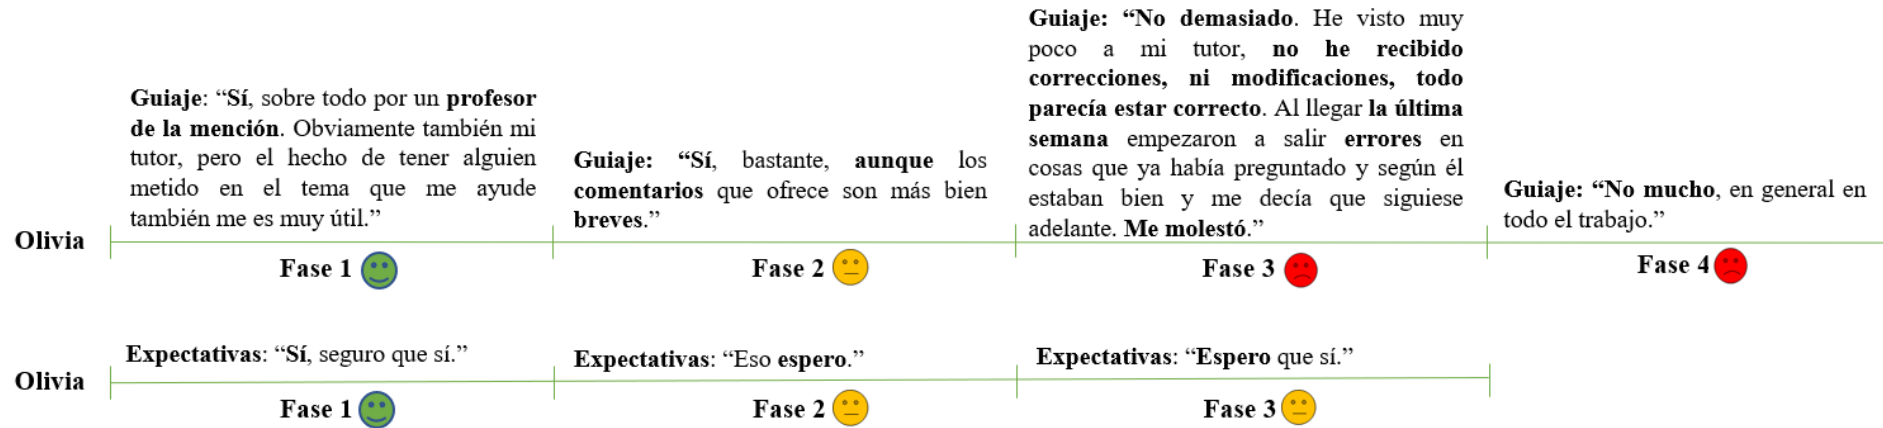 Guiaje: “Sí, sobre todo por un profesor
de la mención. Obviamente también mi
tutor, pero el hecho de tener alguien
metido en el tema que me ayude
también me es muy útil.”
Guiaje: “Sí, bastante, aunque los
comentarios que ofrece son más bien
breves.”
Guiaje: “No demasiado. He visto muy
poco a mi tutor, no he recibido
correcciones, ni modificaciones, todo
parecía estar correcto. Al llegar la última
semana empezaron a salir errores en
cosas que ya había preguntado y según él
estaban bien y me decía que siguiese
adelante. Me molestó.”
Guiaje: “No mucho, en general en
todo el trabajo.”
Olivia
Fase 1
Fase 2
Fase 3
Fase 4
Expectativas: “Sí, seguro que sí.”
Expectativas: “Eso espero.”
Expectativas: “Espero que sí.”
Olivia
Fase 1
Fase 2
Fase 3